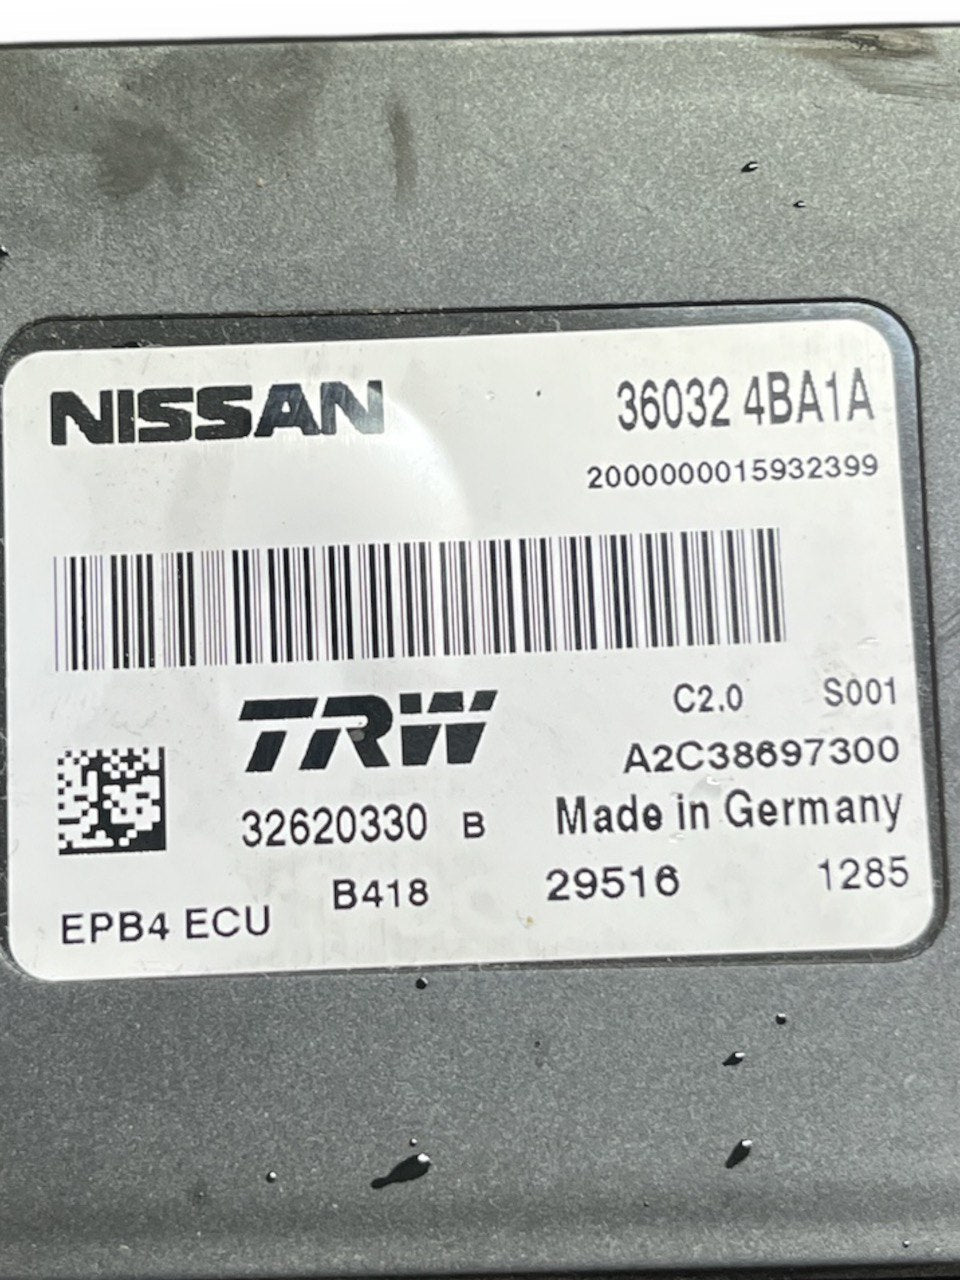 NISSAN 36032 4BA1A
2000000015932399
TRW C2.0 S001
A2C38697300
32620330 B Made in Germany
B418 29516 1285
EPB4 ECU